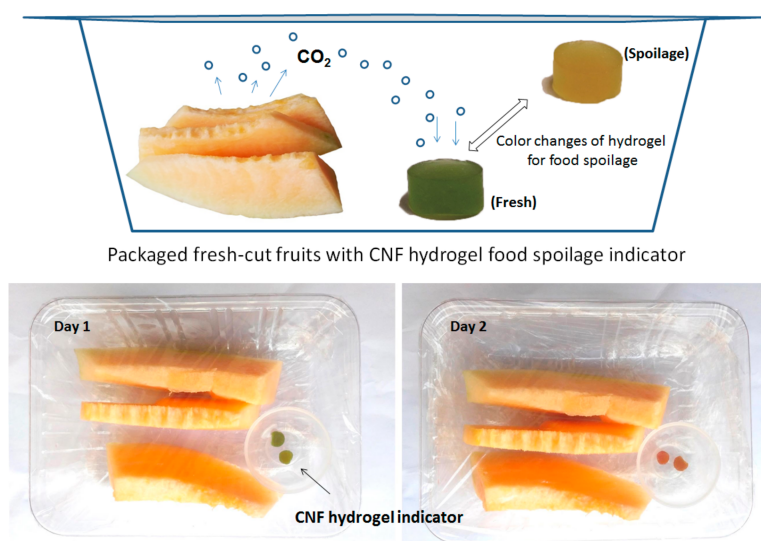 CO₂
(Spoilage)
Color changes of hydrogel
for food spoilage
(Fresh)
Packaged fresh-cut fruits with CNF hydrogel food spoilage indicator
Day 1
Day 2
CNF hydrogel indicator